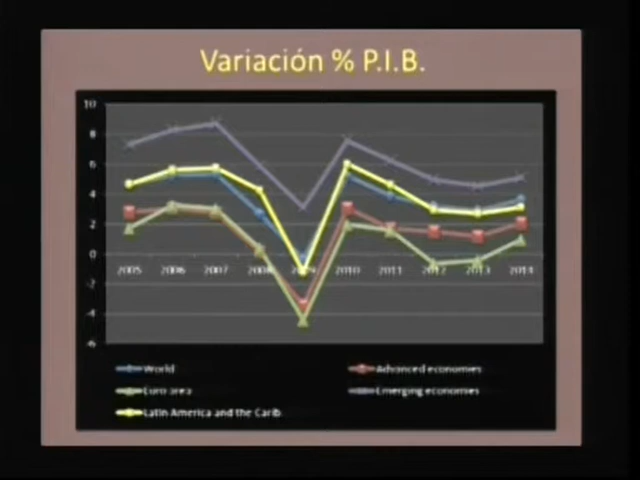 Variación % P.I.B.
10
8
6
4
2
0
-2
-4
-6
2005 2006 2007 2008 2009 2010 2011 2012 2013 2014
World
Advanced economies
Euro area
Emerging economies
Latin America and the Carib